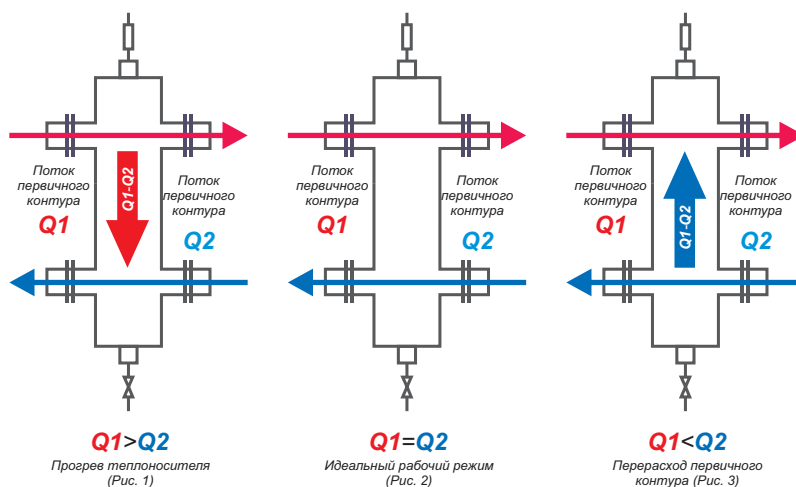 Поток
первичного
контура
Q1
Q1-Q2
Поток
первичного
контура
Q2
Q1>Q2
Прогрев теплоносителя
(Рис. 1)
Поток
первичного
контура
Q1
Поток
первичного
контура
Q2
Q1=Q2
Идеальный рабочий режим
(Рис. 2)
Поток
первичного
контура
Q1
Q1-Q2
Поток
первичного
контура
Q2
Q1<Q2
Перерасход первичного
контура (Рис. 3)